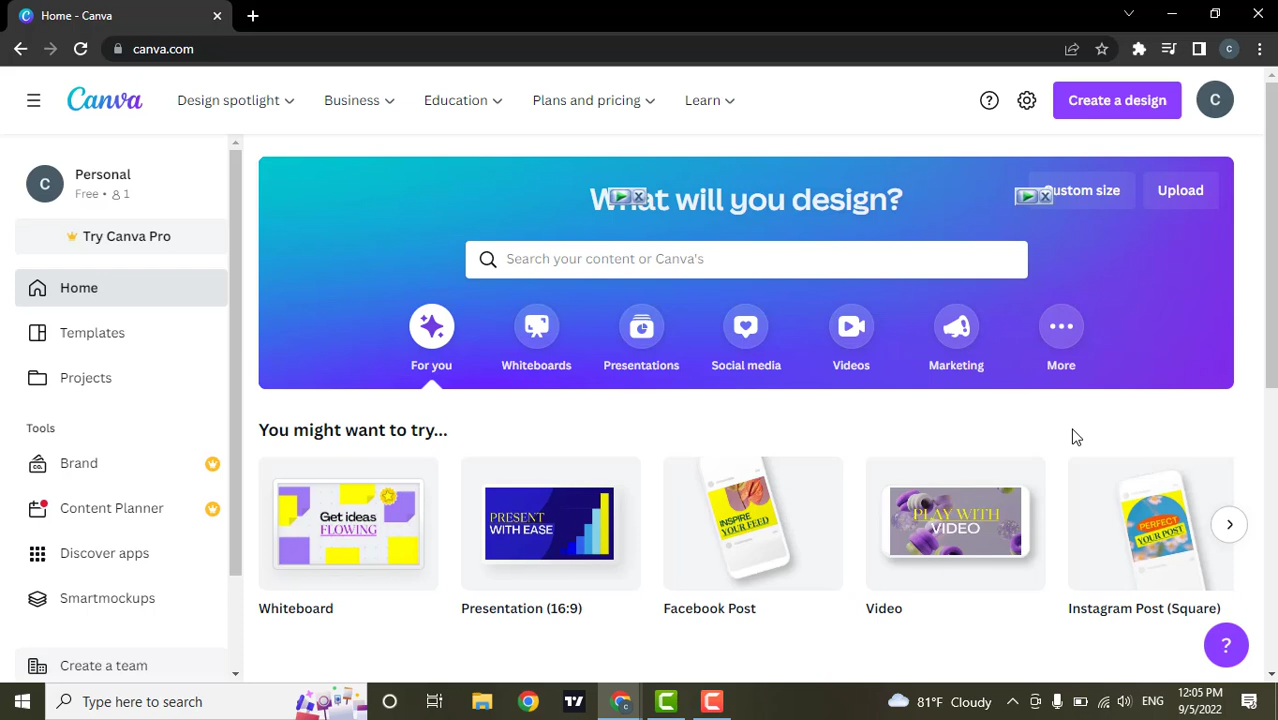 Home - Canva
canva.com
C
Canva
Design spotlight
Business
Education
Plans and pricing
Learn
?
Create a design
C
C
Personal
Free • 1
Try Canva Pro
Home
Templates
Projects
Tools
Brand
Content Planner
Discover apps
Smartmockups
Create a team
What will you design?
Custom size
Upload
Search your content or Canva's
For you
Whiteboards
Presentations
Social media
Videos
Marketing
More
You might want to try...
Get ideas
FLOWING
PRESENT
WITH EASE
INSPIRE
YOUR FEED
PLAY WITH
VIDEO
PERFECT
YOUR POST
Whiteboard
Presentation (16:9)
Facebook Post
Video
Instagram Post (Square)
?
Type here to search
81°F Cloudy
ENG
12:05 PM
9/5/2022